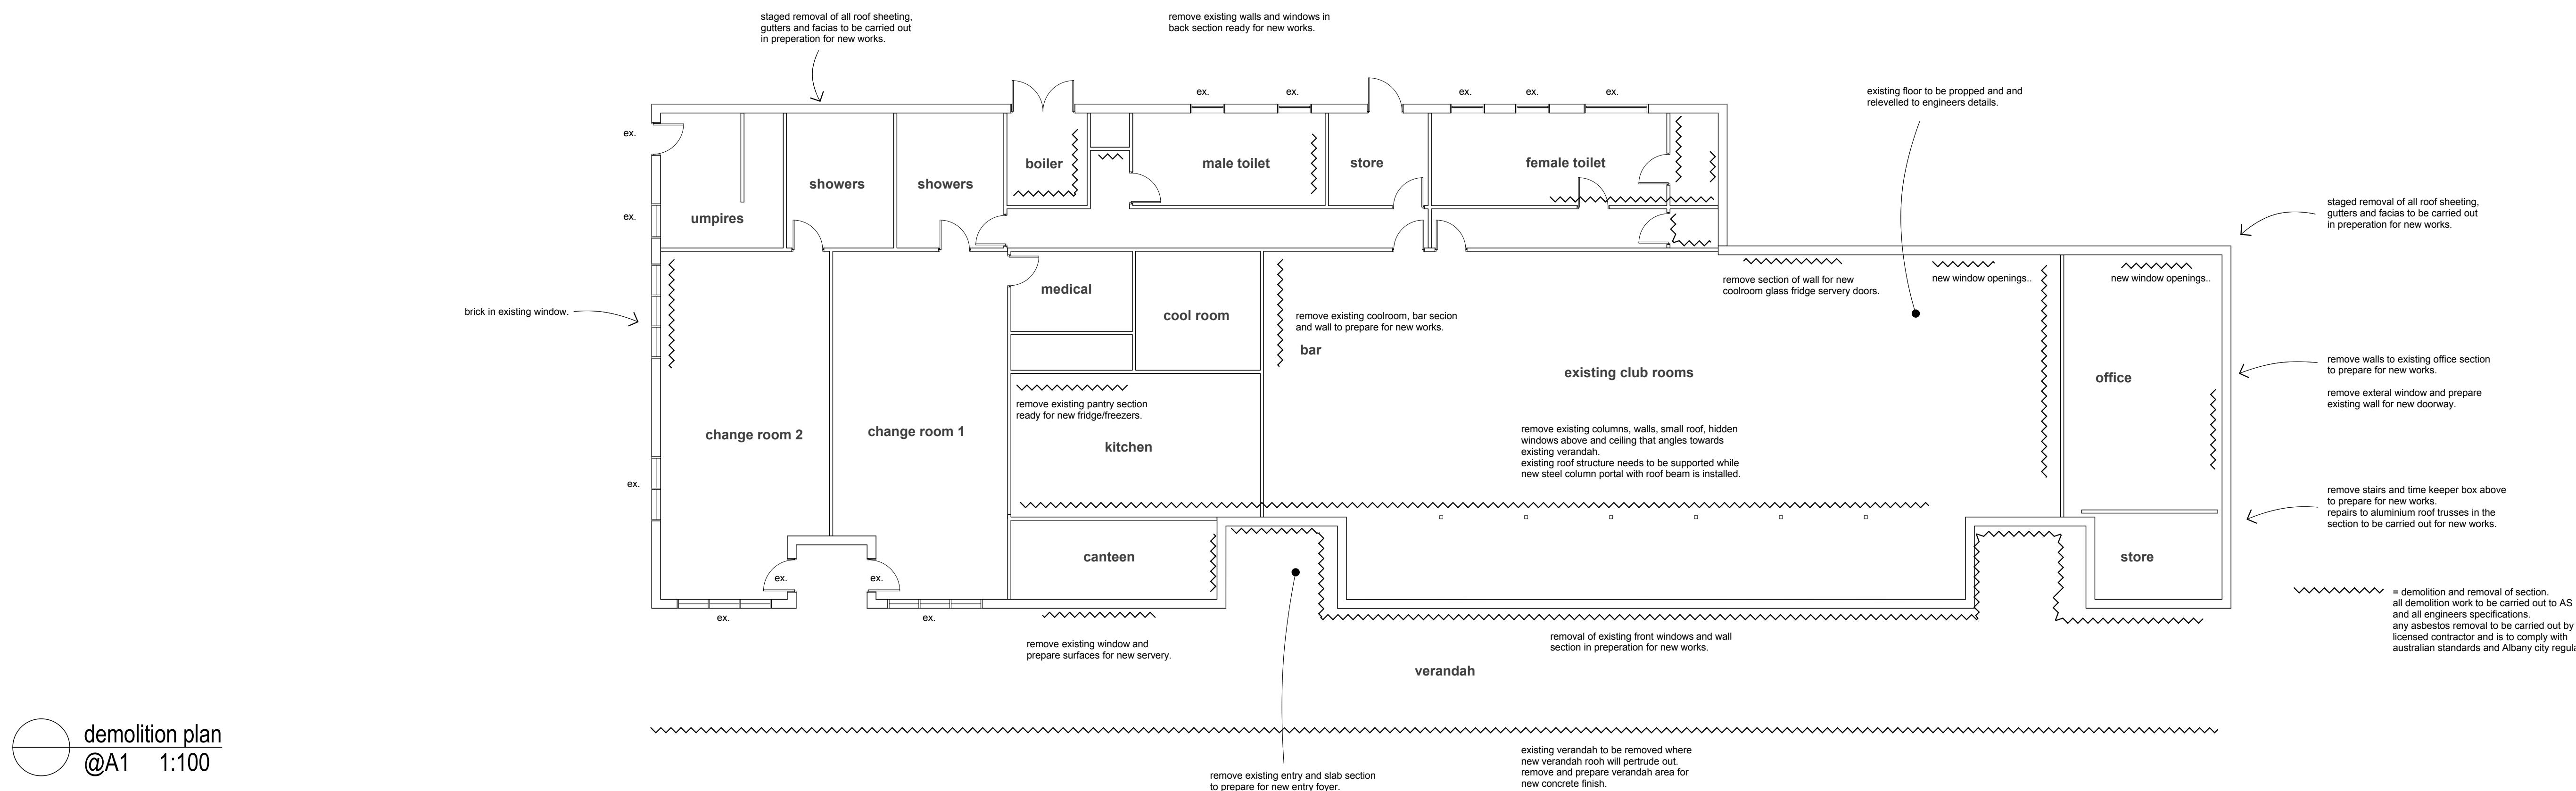 staged removal of all roof sheeting,
gutters and facias to be carried out
in preperation for new works.
remove existing walls and windows in
back section ready for new works.
ex.
ex.
ex.
ex.
ex.
existing floor to be propped and and
relevelled to engineers details.
ex.
boiler
male toilet
store
female toilet
showers
showers
umpires
ex.
staged removal of all roof sheeting,
gutters and facias to be carried out
in preperation for new works.
medical
cool room
remove section of wall for new
coolroom glass fridge servery doors.
new window openings..
new window openings..
brick in existing window.
remove existing coolroom, bar secion
and wall to prepare for new works.
bar
existing club rooms
office
remove walls to existing office section
to prepare for new works.
remove exteral window and prepare
existing wall for new doorway.
remove existing pantry section
ready for new fridge/freezers.
change room 2
change room 1
kitchen
remove existing columns, walls, small roof, hidden
windows above and ceiling that angles towards
existing verandah.
existing roof structure needs to be supported while
new steel column portal with roof beam is installed.
ex.
remove stairs and time keeper box above
to prepare for new works.
repairs to aluminium roof trusses in the
section to be carried out for new works.
canteen
store
ex.
ex.
ex.
ex.
= demolition and removal of section.
all demolition work to be carried out to AS
and all engineers specifications.
any asbestos removal to be carried out by
licensed contractor and is to comply with
australian standards and Albany city regula
remove existing window and
prepare surfaces for new servery.
removal of existing front windows and wall
section in preperation for new works.
verandah
demolition plan
@A1 1:100
remove existing entry and slab section
to prepare for new entry foyer.
existing verandah to be removed where
new verandah rooh will pertrude out.
remove and prepare verandah area for
new concrete finish.